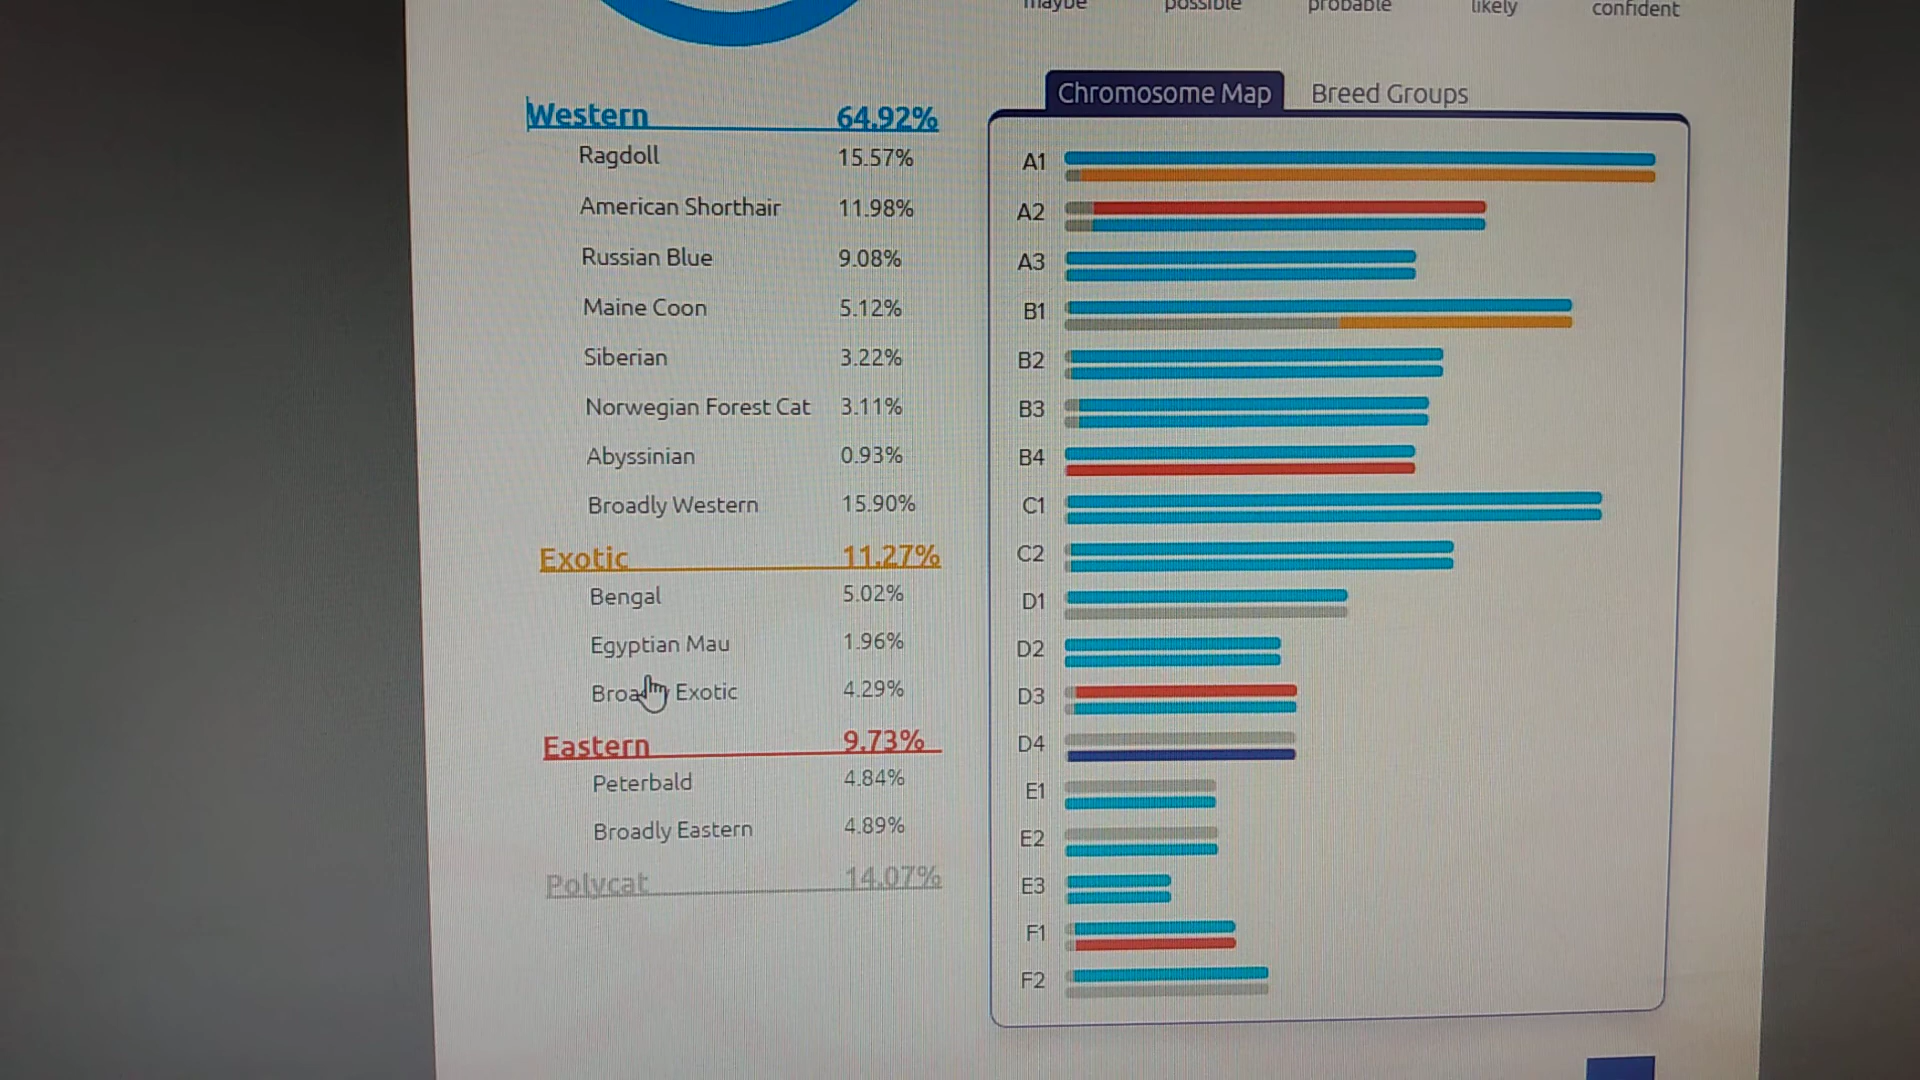 maybe possible probable likely confident
Chromosome Map Breed Groups
Western 64.92%
Ragdoll 15.57%
American Shorthair 11.98%
Russian Blue 9.08%
Maine Coon 5.12%
Siberian 3.22%
Norwegian Forest Cat 3.11%
Abyssinian 0.93%
Broadly Western 15.90%
Exotic 11.27%
Bengal 5.02%
Egyptian Mau 1.96%
Exotic 4.29%
Eastern 9.73%
Peterbald 4.84%
Broadly Eastern 4.89%
Polycat 14.07%
A1
A2
A3
B1
B2
B3
B4
C1
C2
D1
D2
D3
D4
E1
E2
E3
F1
F2